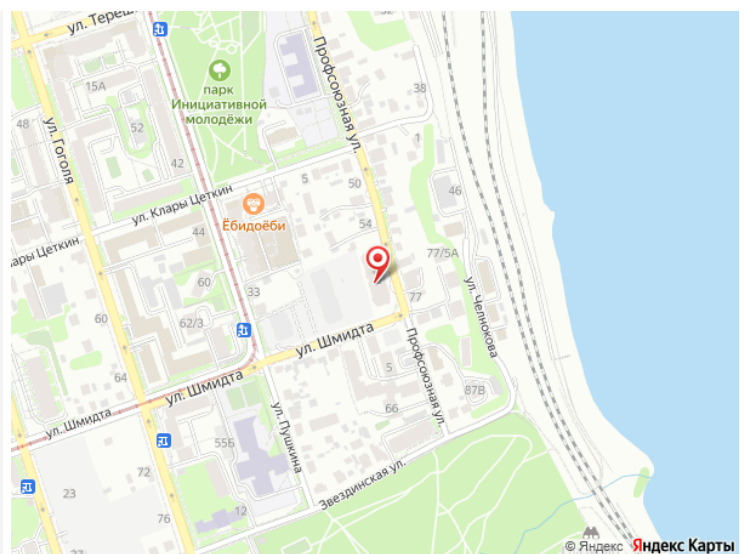 ул. Тереш
52
Профсоюзная ул.
парк
Инициативной
молодёжи
15А
38
48
52
ул. Гоголя
42
1
5
50
46
ул. Клары Цеткин
Ёбидоёби
54
44
лары Цеткин
77/5А
60
33
77
ул. Челнокова
60
62/3
ул. Шмидта
64
5
Профсоюзная ул.
ул. Шмидта
87В
66
ул. Пушкина
ул. Шмидта
55Б
72
Звездинская ул.
23
12
76
© Яндекс Яндекс Карты